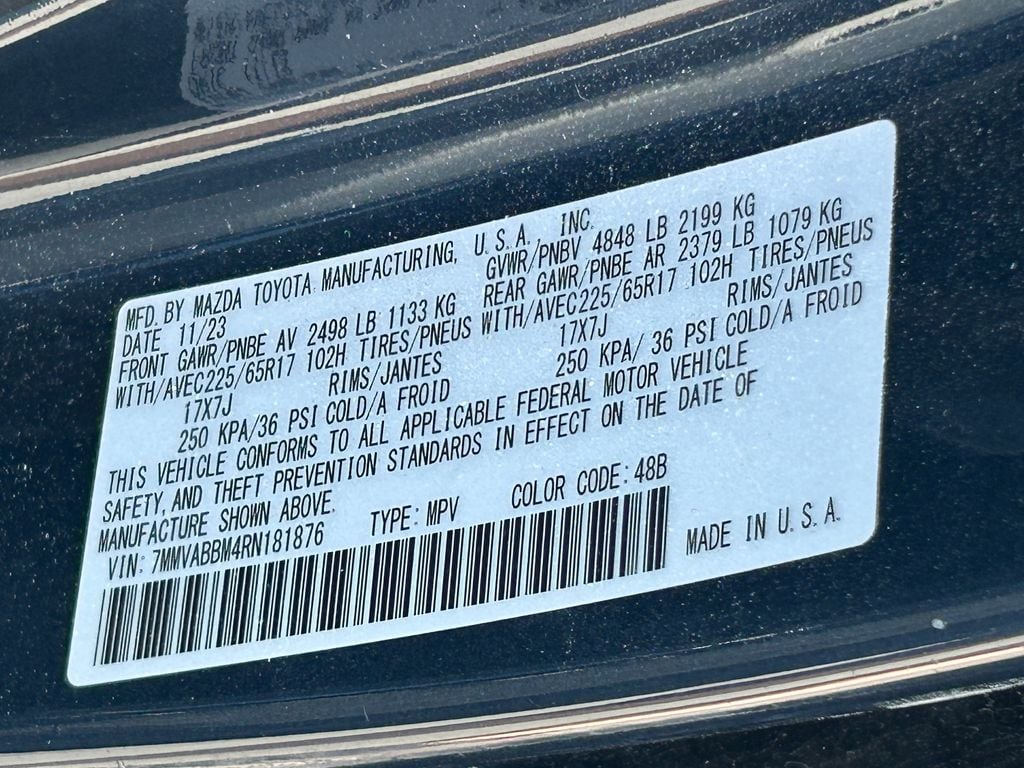 MFD. BY MAZDA TOYOTA MANUFACTURING, U.S.A. INC.
DATE 11/23 GVWR/PNBV 4848 LB 2199 KG
FRONT GAWR/PNBE AV 2498 LB 1133 KG REAR GAWR/PNBE AR 2379 LB 1079 KG
WITH/AVEC225/65R17 102H TIRES/PNEUS WITH/AVEC225/65R17 102H TIRES/PNEUS
17X7J RIMS/JANTES 17X7J RIMS/JANTES
250 KPA/36 PSI COLD/A FROID 250 KPA/ 36 PSI COLD/A FROID
THIS VEHICLE CONFORMS TO ALL APPLICABLE FEDERAL MOTOR VEHICLE
SAFETY, AND THEFT PREVENTION STANDARDS IN EFFECT ON THE DATE OF
MANUFACTURE SHOWN ABOVE.
VIN: 7MMVABBM4RN181876 TYPE: MPV COLOR CODE: 48B
MADE IN U.S.A.